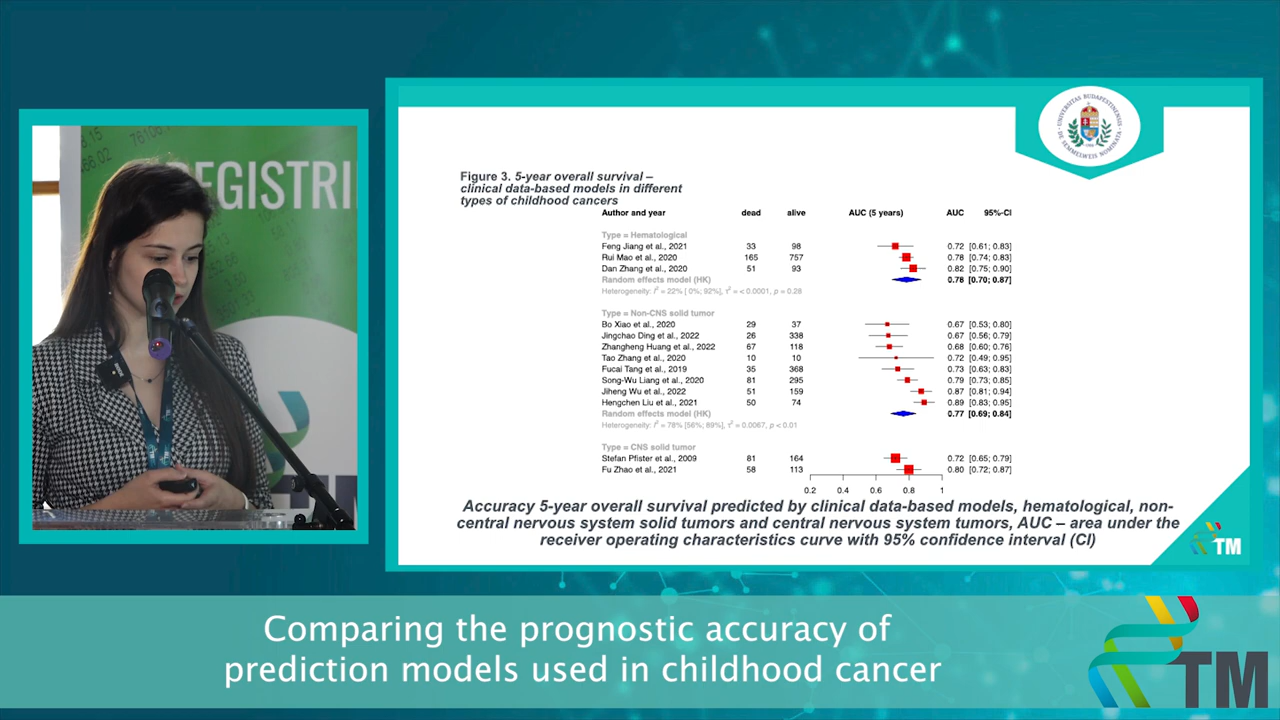 .15
76106
66.02
REGISTRI
UNIVERSITAS BUDAPESTINENSIS
DE SEMMELWEIS NOMINATA
Figure 3. 5-year overall survival –
clinical data-based models in different
types of childhood cancers
Author and year dead alive AUC (5 years) AUC 95%-CI
Type = Hematological
Feng Jiang et al., 2021 33 98 0.72 [0.61; 0.83]
Rui Mao et al., 2020 165 757 0.78 [0.74; 0.83]
Dan Zhang et al., 2020 51 93 0.82 [0.75; 0.90]
Random effects model (HK) 0.78 [0.70; 0.87]
Heterogeneity: I² = 22% [ 0%; 92%], τ² = < 0.0001, p = 0.28
Type = Non-CNS solid tumor
Bo Xiao et al., 2020 29 37 0.67 [0.53; 0.80]
Jingchao Ding et al., 2022 26 338 0.67 [0.56; 0.79]
Zhangheng Huang et al., 2022 67 118 0.68 [0.60; 0.76]
Tao Zhang et al., 2020 10 10 0.72 [0.49; 0.95]
Fucai Tang et al., 2019 35 368 0.73 [0.63; 0.83]
Song-Wu Liang et al., 2020 81 295 0.79 [0.73; 0.85]
Jiheng Wu et al., 2022 51 159 0.87 [0.81; 0.94]
Hengchen Liu et al., 2021 50 74 0.89 [0.83; 0.95]
Random effects model (HK) 0.77 [0.69; 0.84]
Heterogeneity: I² = 78% [56%; 89%], τ² = 0.0067, p < 0.01
Type = CNS solid tumor
Stefan Pfister et al., 2009 81 164 0.72 [0.65; 0.79]
Fu Zhao et al., 2021 58 113 0.80 [0.72; 0.87]
0.2 0.4 0.6 0.8 1
Accuracy 5-year overall survival predicted by clinical data-based models, hematological, non-
central nervous system solid tumors and central nervous system tumors, AUC – area under the
receiver operating characteristics curve with 95% confidence interval (CI)
TM
Comparing the prognostic accuracy of
prediction models used in childhood cancer
TM